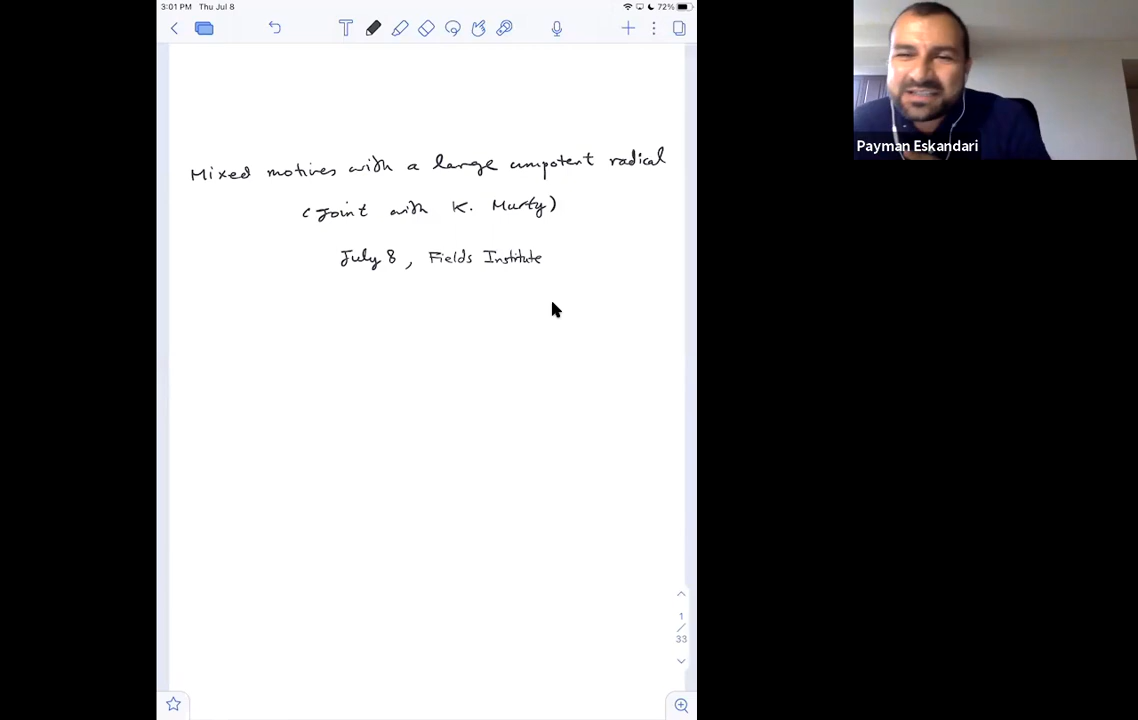 3:01 PM Thu Jul 8
72%
T
Payman Eskandari
Mixed motives with a large unipotent radical
(Joint with K. Murty)
July 8, Fields Institute
1
/
33